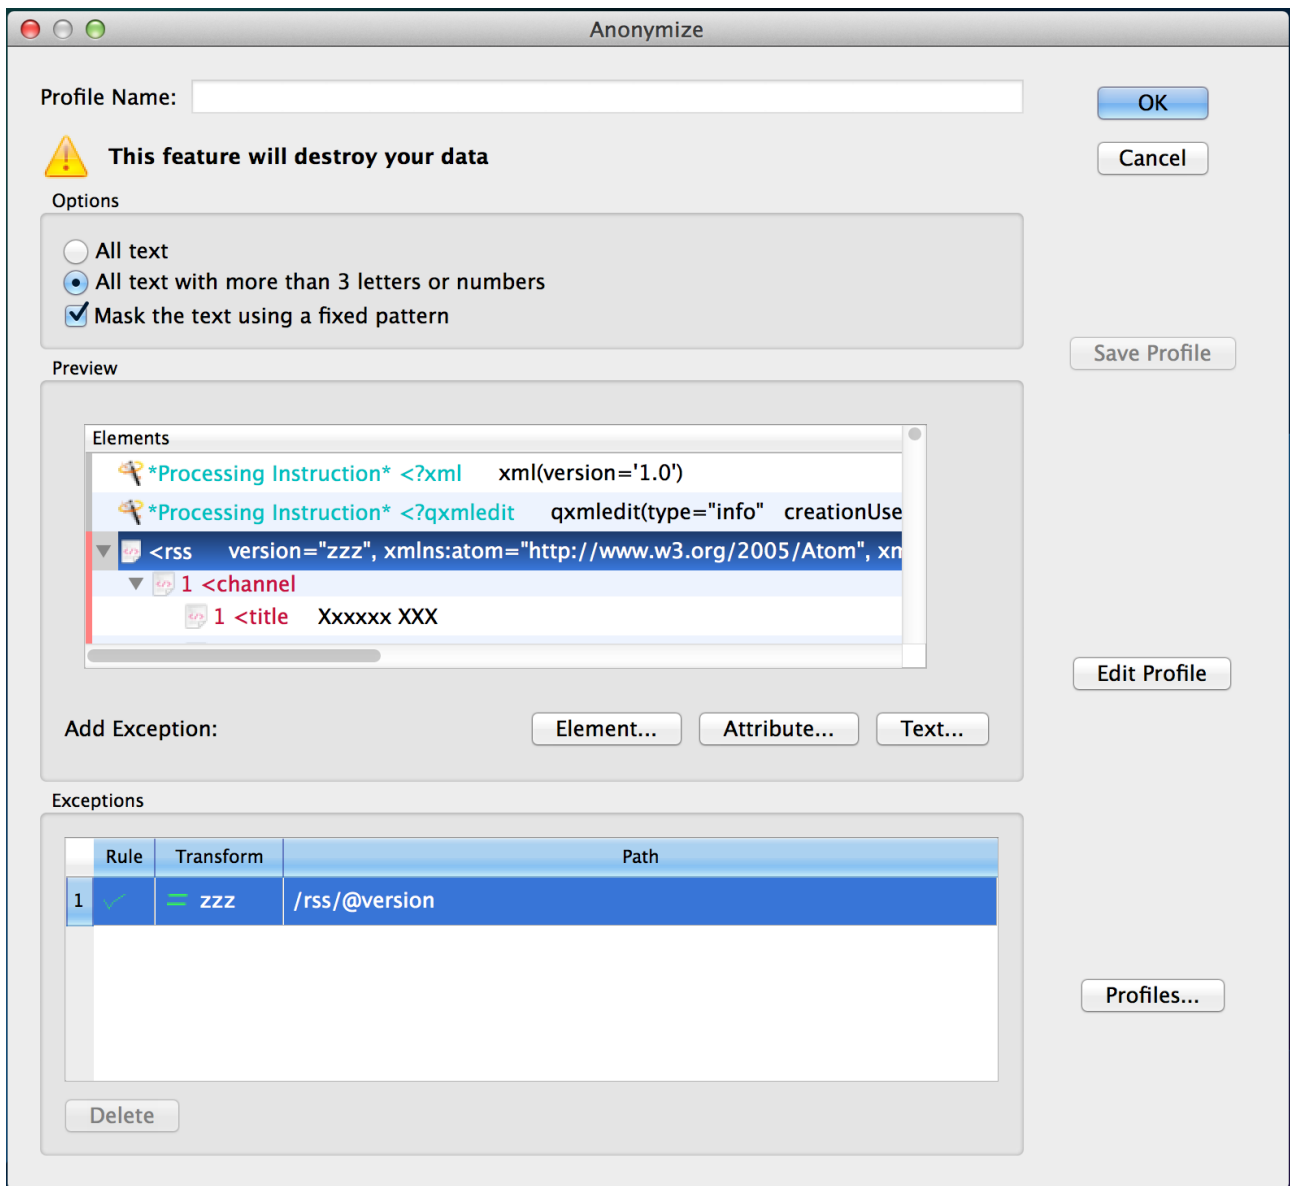 Anonymize
Profile Name:
OK
This feature will destroy your data
Cancel
Options
All text
All text with more than 3 letters or numbers
Mask the text using a fixed pattern
Save Profile
Preview
Elements
*Processing Instruction* <?xml xml(version='1.0')
*Processing Instruction* <?qxmledit qxmledit(type="info" creationUse
<rss version="zzz", xmlns:atom="http://www.w3.org/2005/Atom", xm
1 <channel
1 <title Xxxxxx XXX
Edit Profile
Add Exception: Element... Attribute... Text...
Exceptions
Rule Transform Path
1 = zzz /rss/@version
Profiles...
Delete